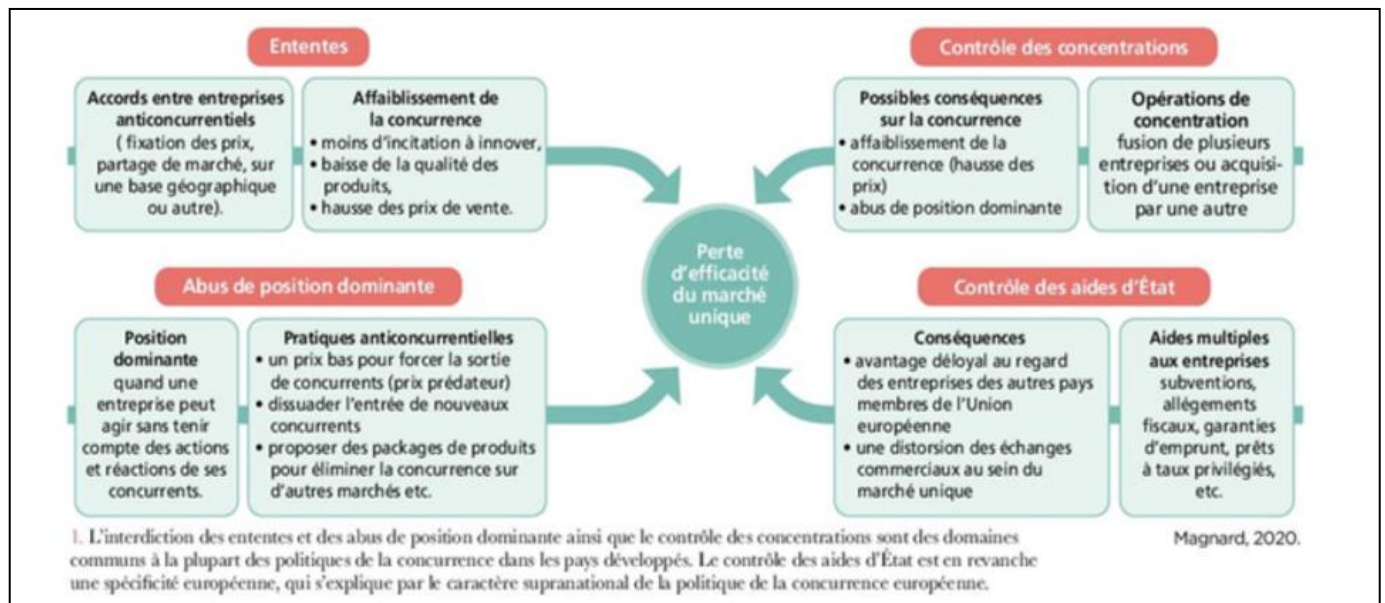 Ententes
Accords entre entreprises
anticoncurrentiels
( fixation des prix,
partage de marché, sur
une base géographique
ou autre).
Affaiblissement de
la concurrence
• moins d'incitation à innover,
• baisse de la qualité des
produits,
• hausse des prix de vente.
Contrôle des concentrations
Possibles conséquences
sur la concurrence
• affaiblissement de la
concurrence (hausse des
prix)
• abus de position dominante
Opérations de
concentration
fusion de plusieurs
entreprises ou acquisi-
tion d'une entreprise
par une autre
Perte
d'efficacité
du marché
unique
Abus de position dominante
Position
dominante
quand une
entreprise peut
agir sans tenir
compte des actions
et réactions de ses
concurrents.
Pratiques anticoncurrentielles
• un prix bas pour forcer la sortie
de concurrents (prix prédateur)
• dissuader l'entrée de nouveaux
concurrents
• proposer des packages de produits
pour éliminer la concurrence sur
d'autres marchés etc.
Contrôle des aides d'État
Conséquences
• avantage déloyal au regard
des entreprises des autres pays
membres de l'Union
européenne
• une distorsion des échanges
commerciaux au sein du
marché unique
Aides multiples
aux entreprises
subventions,
allégements
fiscaux, garanties
d'emprunt, prêts
à taux privilégiés,
etc.
1. L'interdiction des ententes et des abus de position dominante ainsi que le contrôle des concentrations sont des domaines
communs à la plupart des politiques de la concurrence dans les pays développés. Le contrôle des aides d'État est en revanche
une spécificité européenne, qui s'explique par le caractère supranational de la politique de la concurrence européenne.
Magnard, 2020.